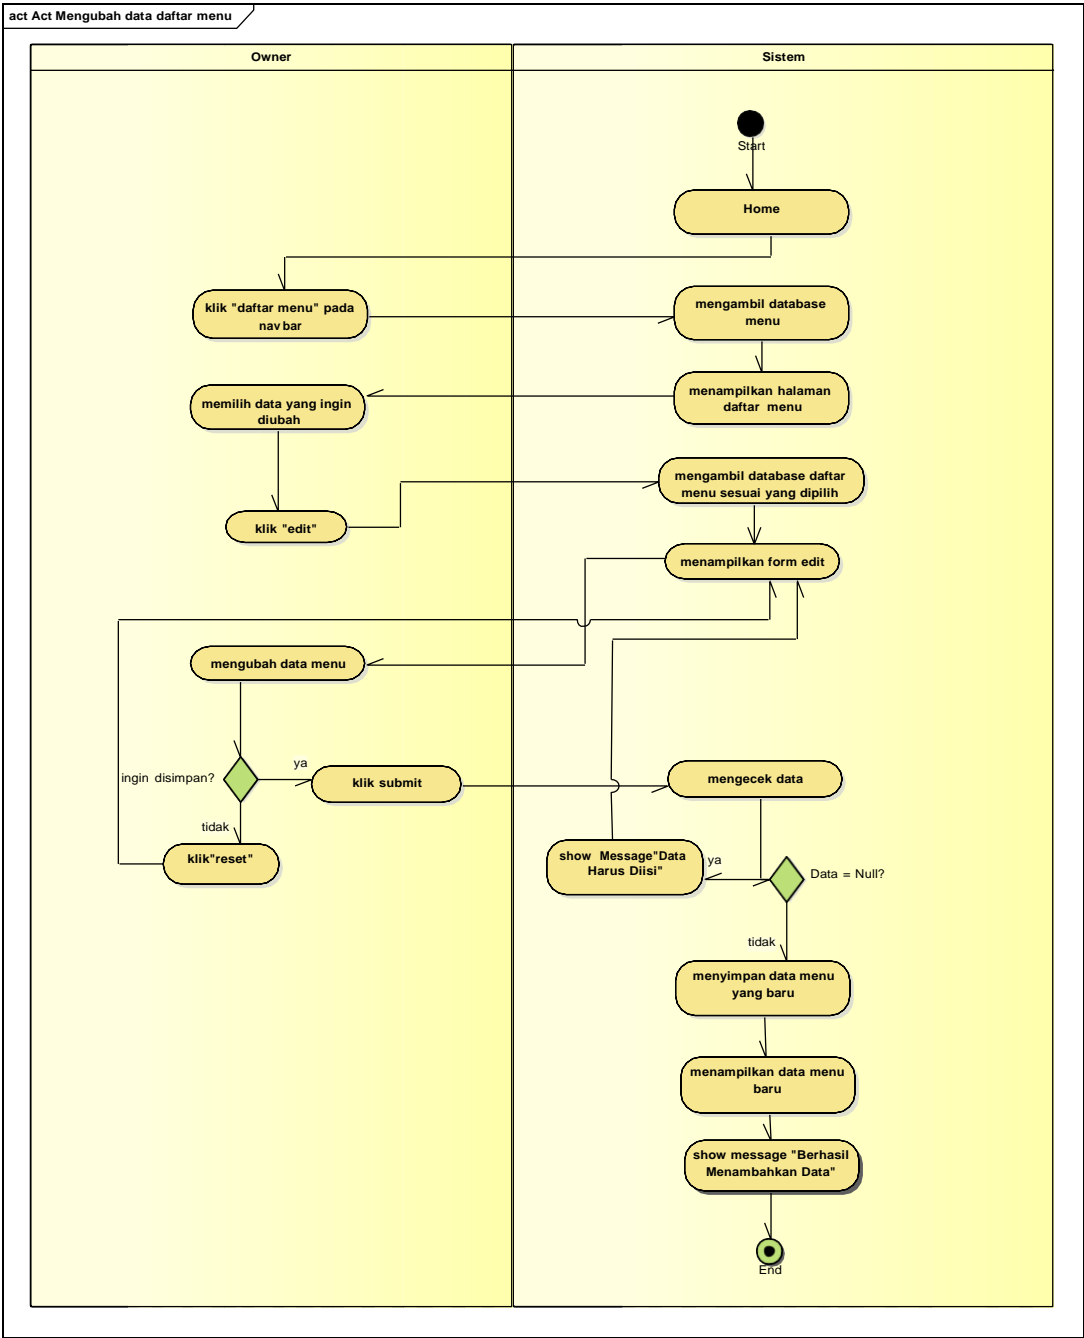 act Act Mengubah data daftar menu
Owner
Sistem
Start
Home
klik "daftar menu" pada
navbar
mengambil database
menu
menampilkan halaman
daftar menu
memilih data yang ingin
diubah
mengambil database daftar
menu sesuai yang dipilih
klik "edit"
menampilkan form edit
mengubah data menu
ingin disimpan?
ya
klik submit
mengecek data
tidak
klik"reset"
show Message"Data
Harus Diisi"
ya
Data = Null?
tidak
menyimpan data menu
yang baru
menampilkan data menu
baru
show message "Berhasil
Menambahkan Data"
End